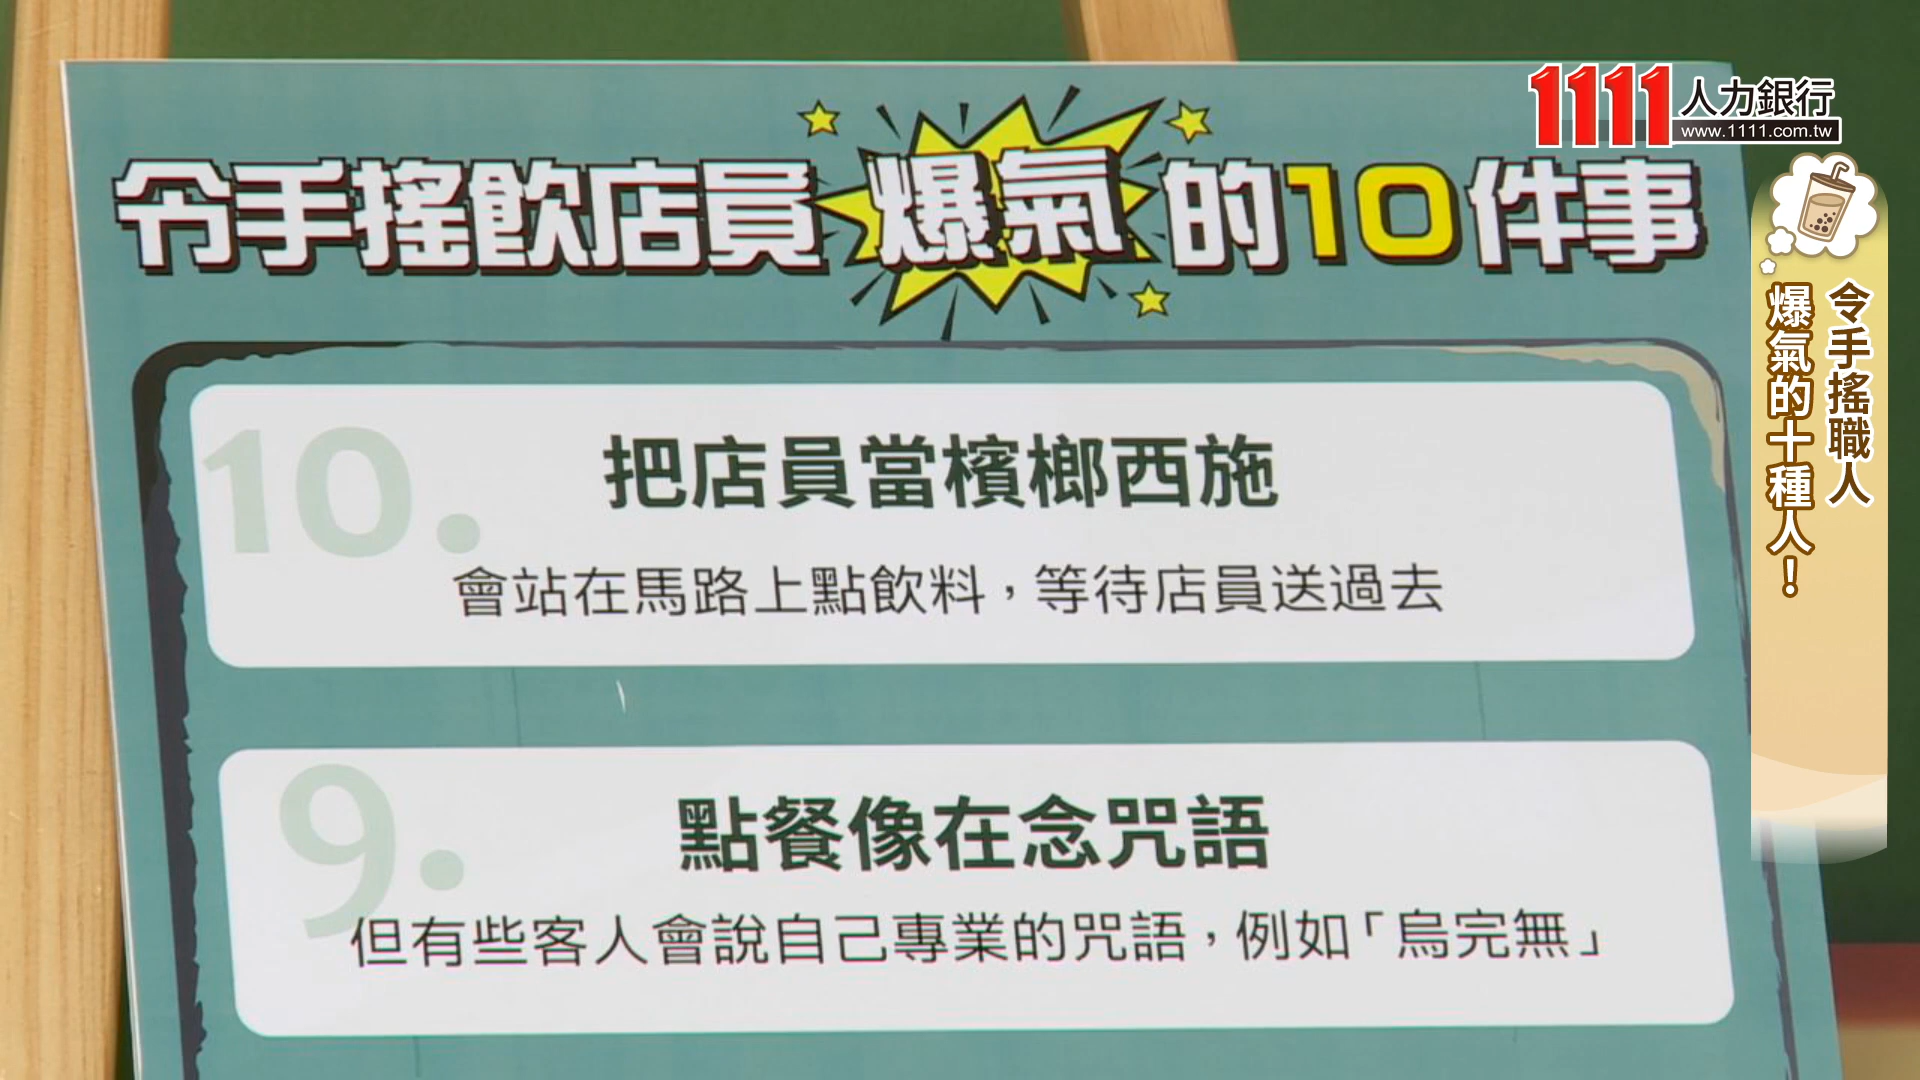 1111人力銀行
www.1111.com.tw
令手搖飲店員爆氣的10件事
10.
把店員當檳榔西施
會站在馬路上點飲料，等待店員送過去
9.
點餐像在念咒語
但有些客人會說自己專業的咒語，例如「烏完無」
令手搖職人
爆氣的十種人！